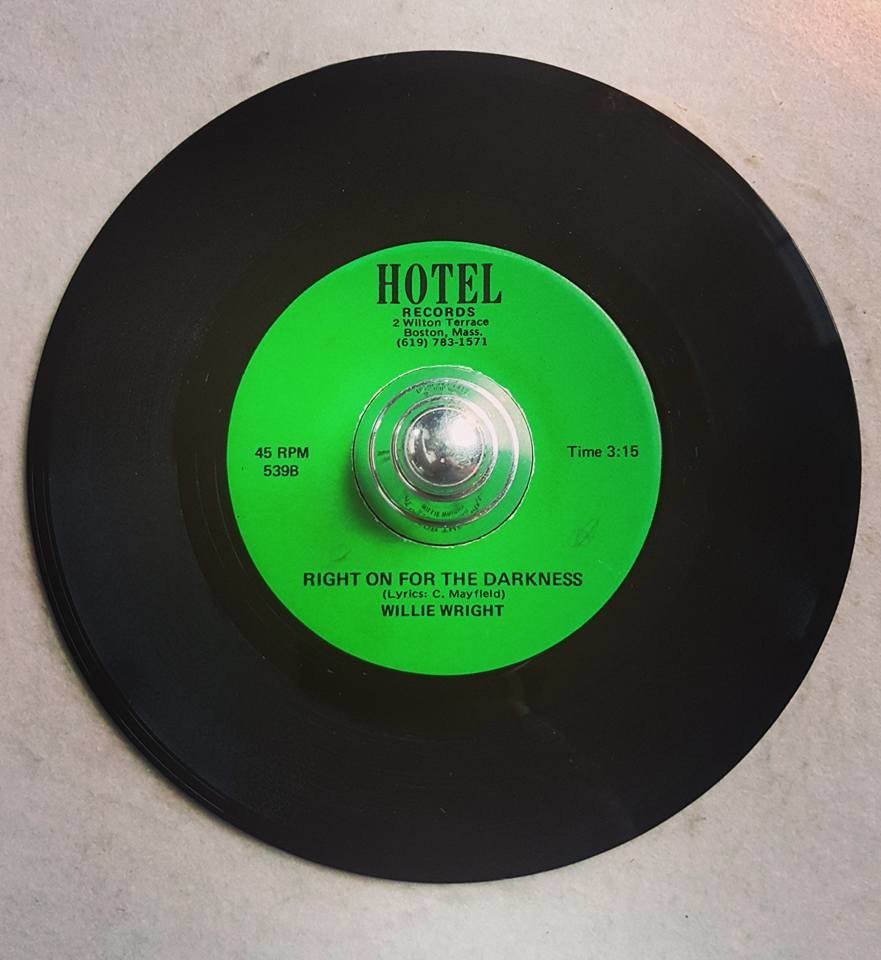 HOTEL
RECORDS
2 Wilton Terrace
Boston, Mass.
(619) 783-1571
45 RPM
539B
Time 3:15
RIGHT ON FOR THE DARKNESS
(Lyrics: C. Mayfield)
WILLIE WRIGHT